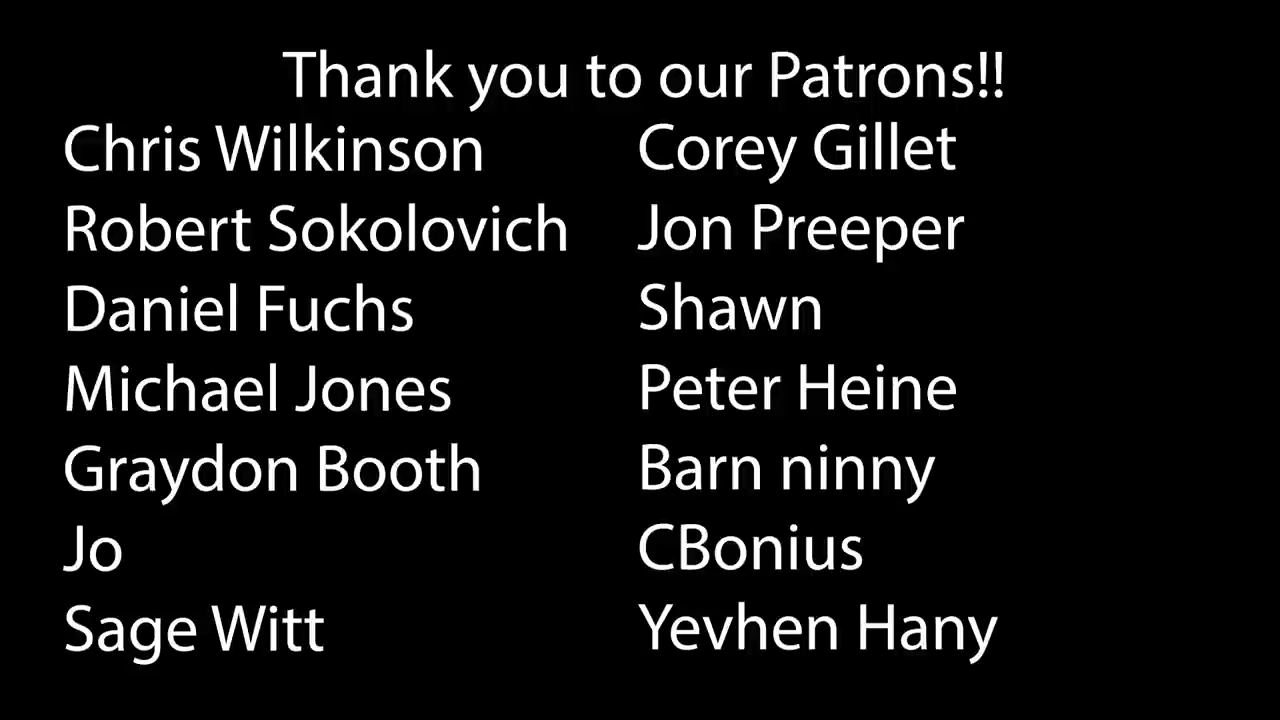 Thank you to our Patrons!!
Chris Wilkinson
Robert Sokolovich
Daniel Fuchs
Michael Jones
Graydon Booth
Jo
Sage Witt
Corey Gillet
Jon Preeper
Shawn
Peter Heine
Barn ninny
CBonius
Yevhen Hany